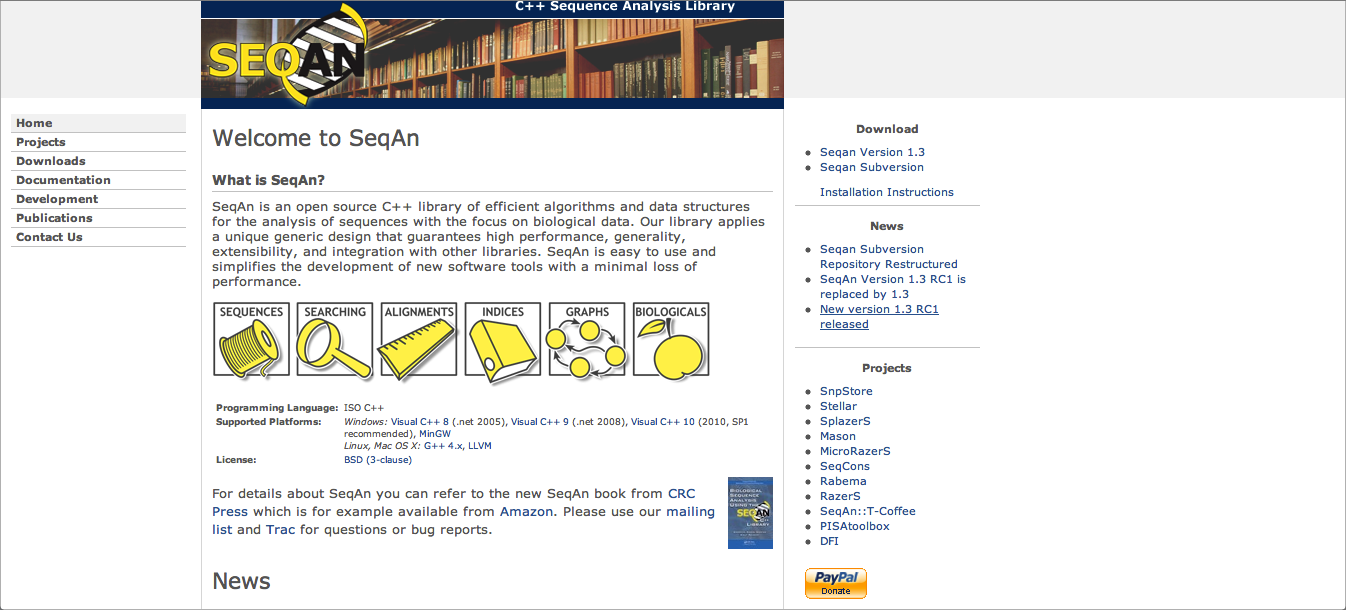 C++ Sequence Analysis Library
SEQAN
Home
Projects
Downloads
Documentation
Development
Publications
Contact Us
Welcome to SeqAn
What is SeqAn?
SeqAn is an open source C++ library of efficient algorithms and data structures
for the analysis of sequences with the focus on biological data. Our library applies
a unique generic design that guarantees high performance, generality,
extensibility, and integration with other libraries. SeqAn is easy to use and
simplifies the development of new software tools with a minimal loss of
performance.
SEQUENCES SEARCHING ALIGNMENTS INDICES GRAPHS BIOLOGICALS
Programming Language: ISO C++
Supported Platforms: Windows: Visual C++ 8 (.net 2005), Visual C++ 9 (.net 2008), Visual C++ 10 (2010, SP1
recommended), MinGW
Linux, Mac OS X: G++ 4.x, LLVM
License: BSD (3-clause)
For details about SeqAn you can refer to the new SeqAn book from CRC
Press which is for example available from Amazon. Please use our mailing
list and Trac for questions or bug reports.
BIOLOGICAL
SEQUENCE
ANALYSIS
USING THE
SEQAN
C++
LIBRARY
News
Download
Seqan Version 1.3
Seqan Subversion
Installation Instructions
News
Seqan Subversion
Repository Restructured
SeqAn Version 1.3 RC1 is
replaced by 1.3
New version 1.3 RC1
released
Projects
SnpStore
Stellar
SplazerS
Mason
MicroRazerS
SeqCons
Rabema
RazerS
SeqAn::T-Coffee
PISAtoolbox
DFI
PayPal
Donate